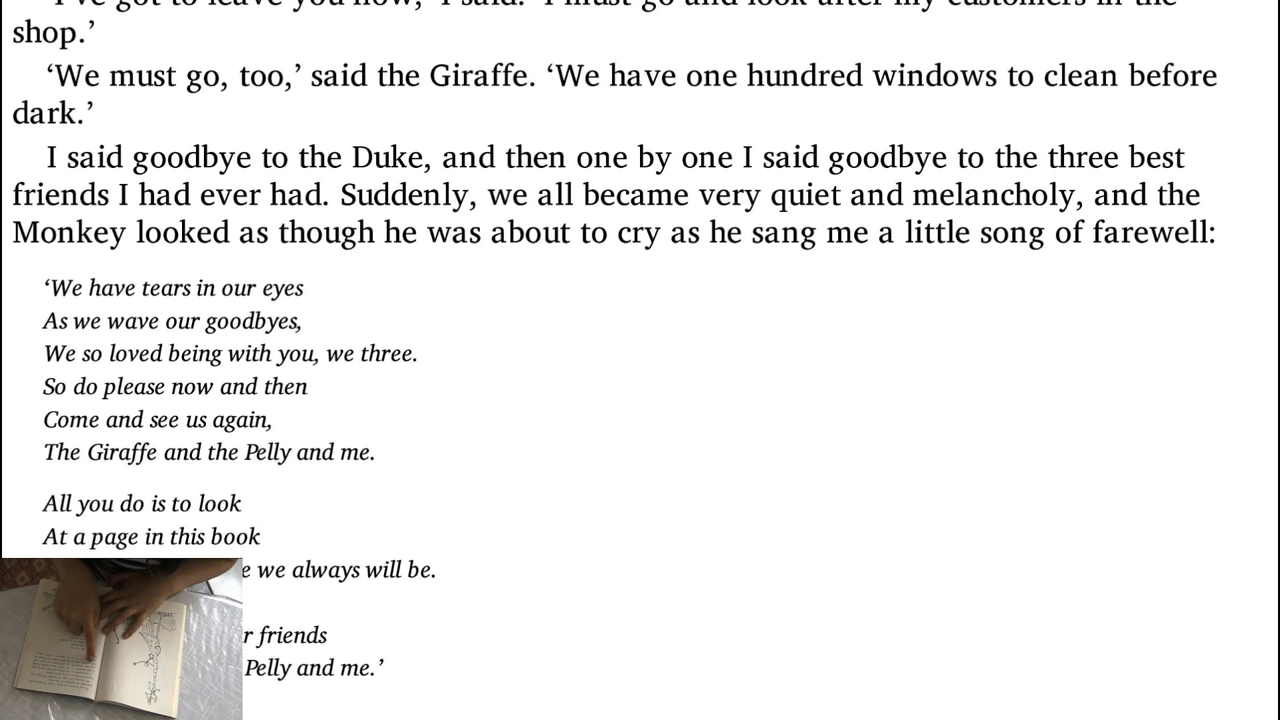 shop.’
‘We must go, too,’ said the Giraffe. ‘We have one hundred windows to clean before
dark.’
I said goodbye to the Duke, and then one by one I said goodbye to the three best
friends I had ever had. Suddenly, we all became very quiet and melancholy, and the
Monkey looked as though he was about to cry as he sang me a little song of farewell:
‘We have tears in our eyes
As we wave our goodbyes,
We so loved being with you, we three.
So do please now and then
Come and see us again,
The Giraffe and the Pelly and me.
All you do is to look
At a page in this book
we always will be.
friends
Pelly and me.’